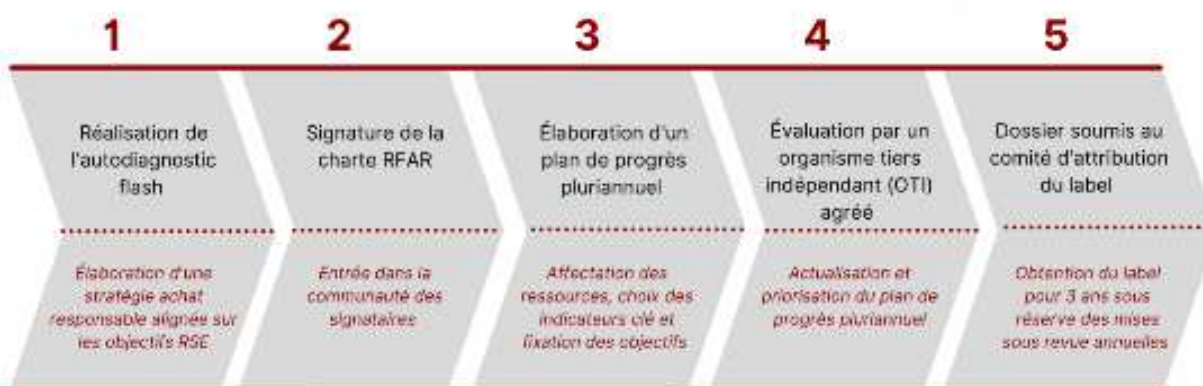 1
Réalisation de
l'autodiagnostic
flash
Élaboration d'une
stratégie achat
responsable alignée sur
les objectifs RSE
2
Signature de la
charte RFAR
Entrée dans la
communauté des
signataires
3
Élaboration d'un
plan de progrès
pluriannuel
Affectation des
ressources, choix des
indicateurs clé et
fixation des objectifs
4
Évaluation par un
organisme tiers
indépendant (OTI)
agréé
Actualisation et
priorisation du plan de
progrès pluriannuel
5
Dossier soumis au
comité d'attribution
du label
Obtention du label
pour 3 ans sous
réserve des mises
sous revue annuelles